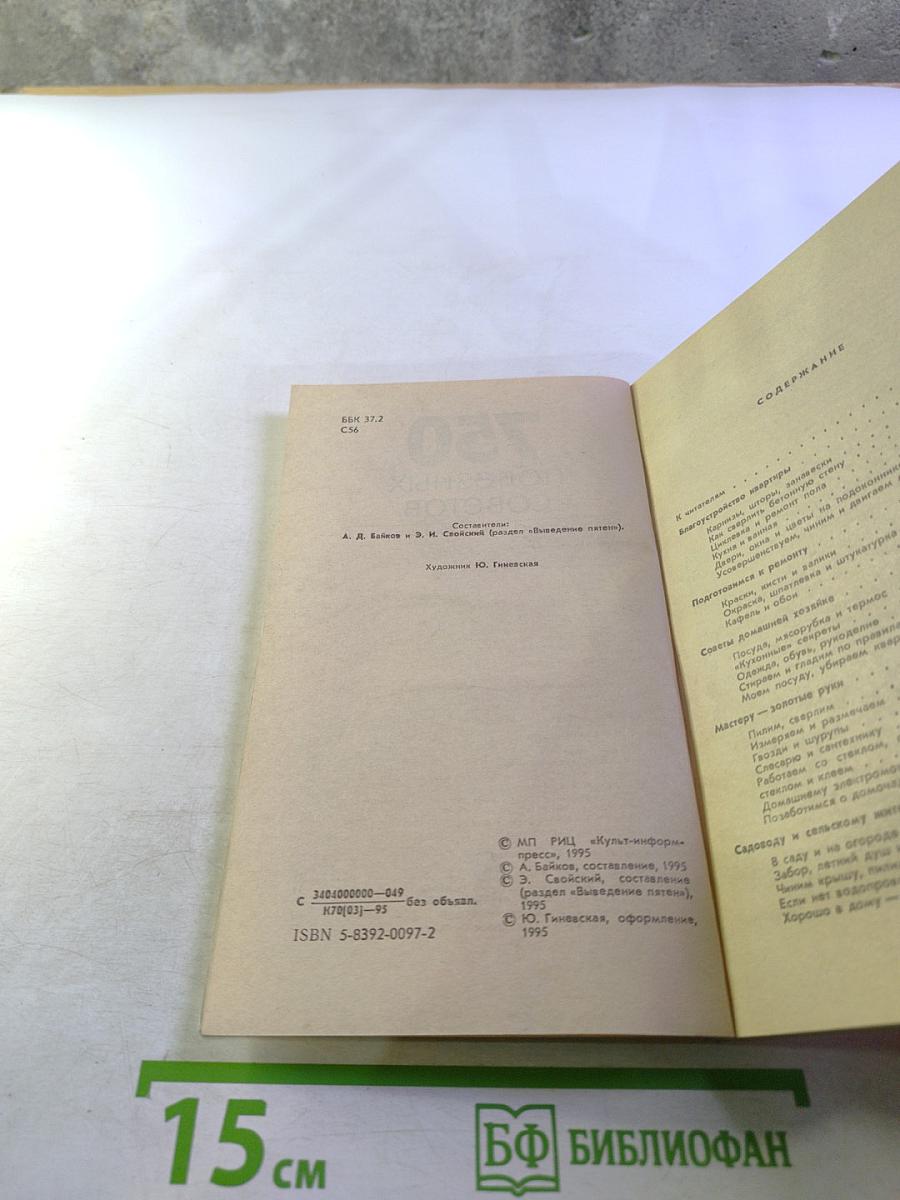 ББК 37.2
С56
Составители:
А. Д. Байков и Э. И. Свойский (раздел «Выведение пятен»).
Художник Ю. Гиневская
С 3404000000—049
К70[03]—95 без объявл.
ISBN 5-8392-0097-2
© МП РИЦ «Культ-информ-
пресс», 1995
© А. Байков, составление, 1995
© Э. Свойский, составление
(раздел «Выведение пятен»),
1995
© Ю. Гиневская, оформление,
1995
СОДЕРЖАНИЕ
К читателям
Благоустройство квартиры
Карнизы, шторы, занавески
Как сверлить бетонную стену
Циклевка и ремонт пола
Кухня и ванная
Двери, окна и цветы на подоконнике
Усовершенствуем, чиним и двигаем
Подготовимся к ремонту
Краски, кисти и валики
Окраска, шпатлевка и штукатурка
Кафель и обои
Советы домашней хозяйке
Посуда, мясорубка и термос
«Кухонные» секреты
Одежда, обувь, рукоделие
Стираем и гладим по правилам
Моем посуду, убираем
Мастеру — золотые руки
Пилим, сверлим
Измеряем и размечаем
Гвозди и шурупы
Слесарю и сантехнику
Работаем со стеклом,
стеклом и клеем
Домашнему
Позаботимся о
Садоводу и сельскому
В саду и на огороде
Забор, летний душ
Чиним крышу,
Если нет
Хорошо в дому —
15 см
БФ БИБЛИОФАН